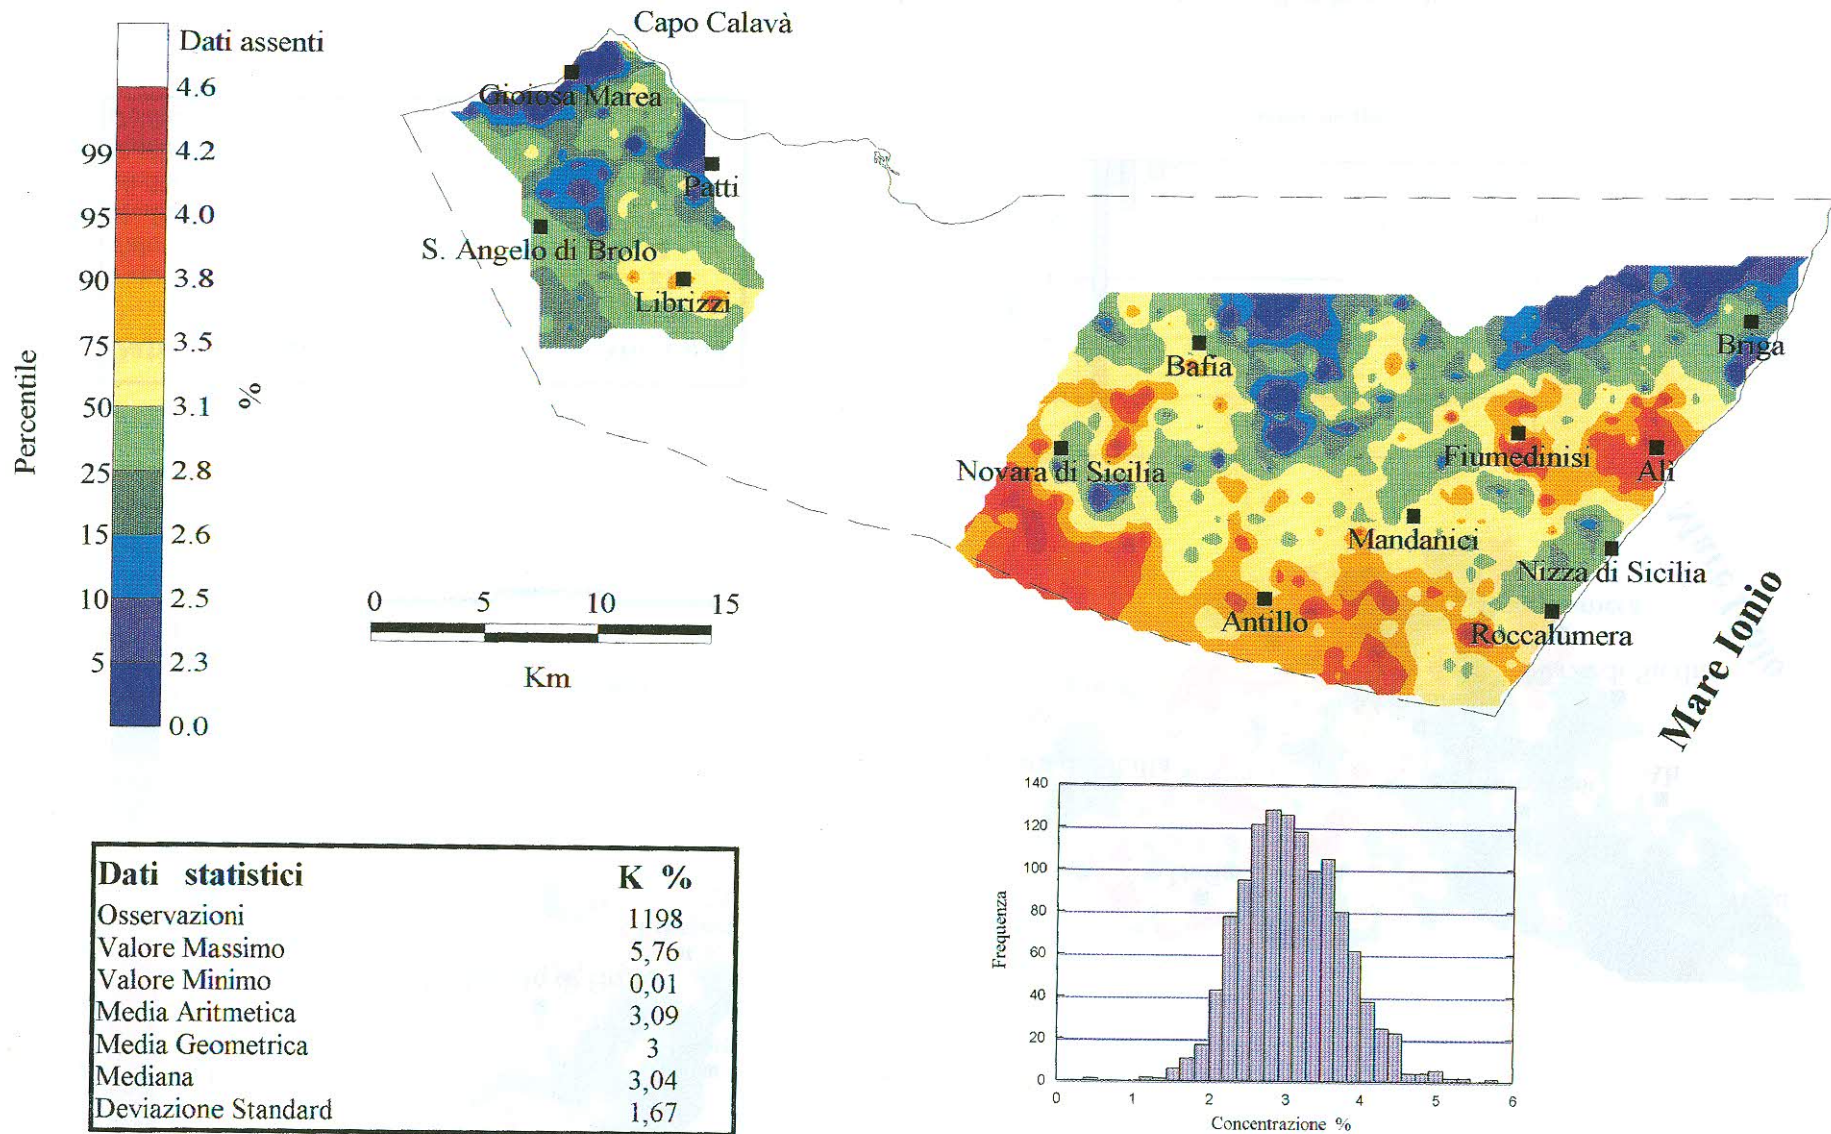 Capo Calavà
Dati assenti
4.6
Gioiosa Marea
99
4.2
Patti
95
4.0
S. Angelo di Brolo
90
3.8
Librizzi
75
3.5
Bafia
Briga
Percentile
%
50
3.1
25
2.8
Novara di Sicilia
Fiumedinisi
Ali
15
2.6
Mandanici
Nizza di Sicilia
10
2.5
0 5 10 15
Antillo
Roccalumera
5
2.3
Km
Mare Ionio
0.0
Dati statistici K %
Osservazioni 1198
Valore Massimo 5,76
Valore Minimo 0,01
Media Aritmetica 3,09
Media Geometrica 3
Mediana 3,04
Deviazione Standard 1,67
140
120
100
80
60
40
20
0
Frequenza
0 1 2 3 4 5 6
Concentrazione %